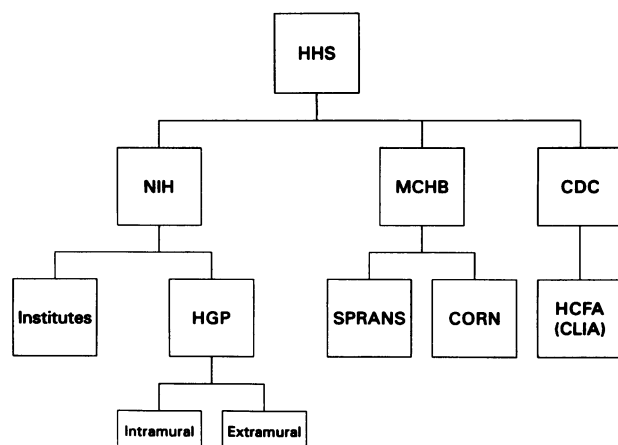 HHS
NIH
MCHB
CDC
Institutes
HGP
SPRANS
CORN
HCFA
(CLIA)
Intramural
Extramural